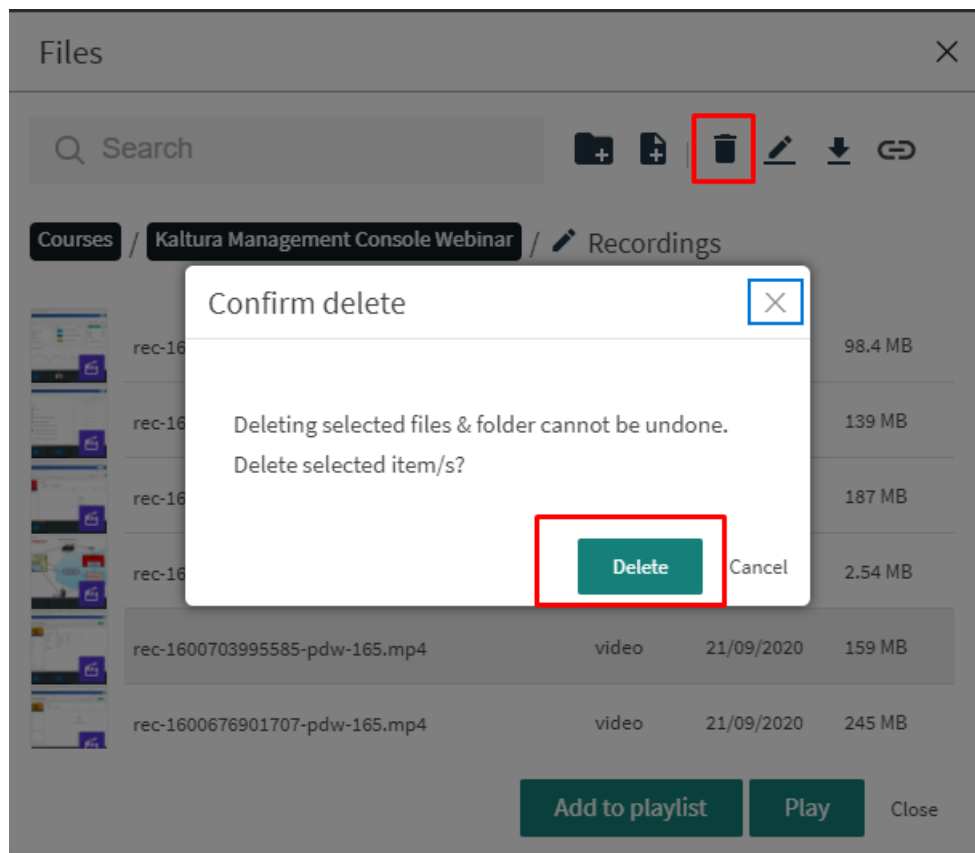 Files
Search
Courses / Kaltura Management Console Webinar / Recordings
Confirm delete
rec-16 98.4 MB
rec-16 139 MB
Deleting selected files & folder cannot be undone.
Delete selected item/s?
rec-16 187 MB
rec-16 2.54 MB
Delete Cancel
rec-1600703995585-pdw-165.mp4 video 21/09/2020 159 MB
rec-1600676901707-pdw-165.mp4 video 21/09/2020 245 MB
Add to playlist Play Close